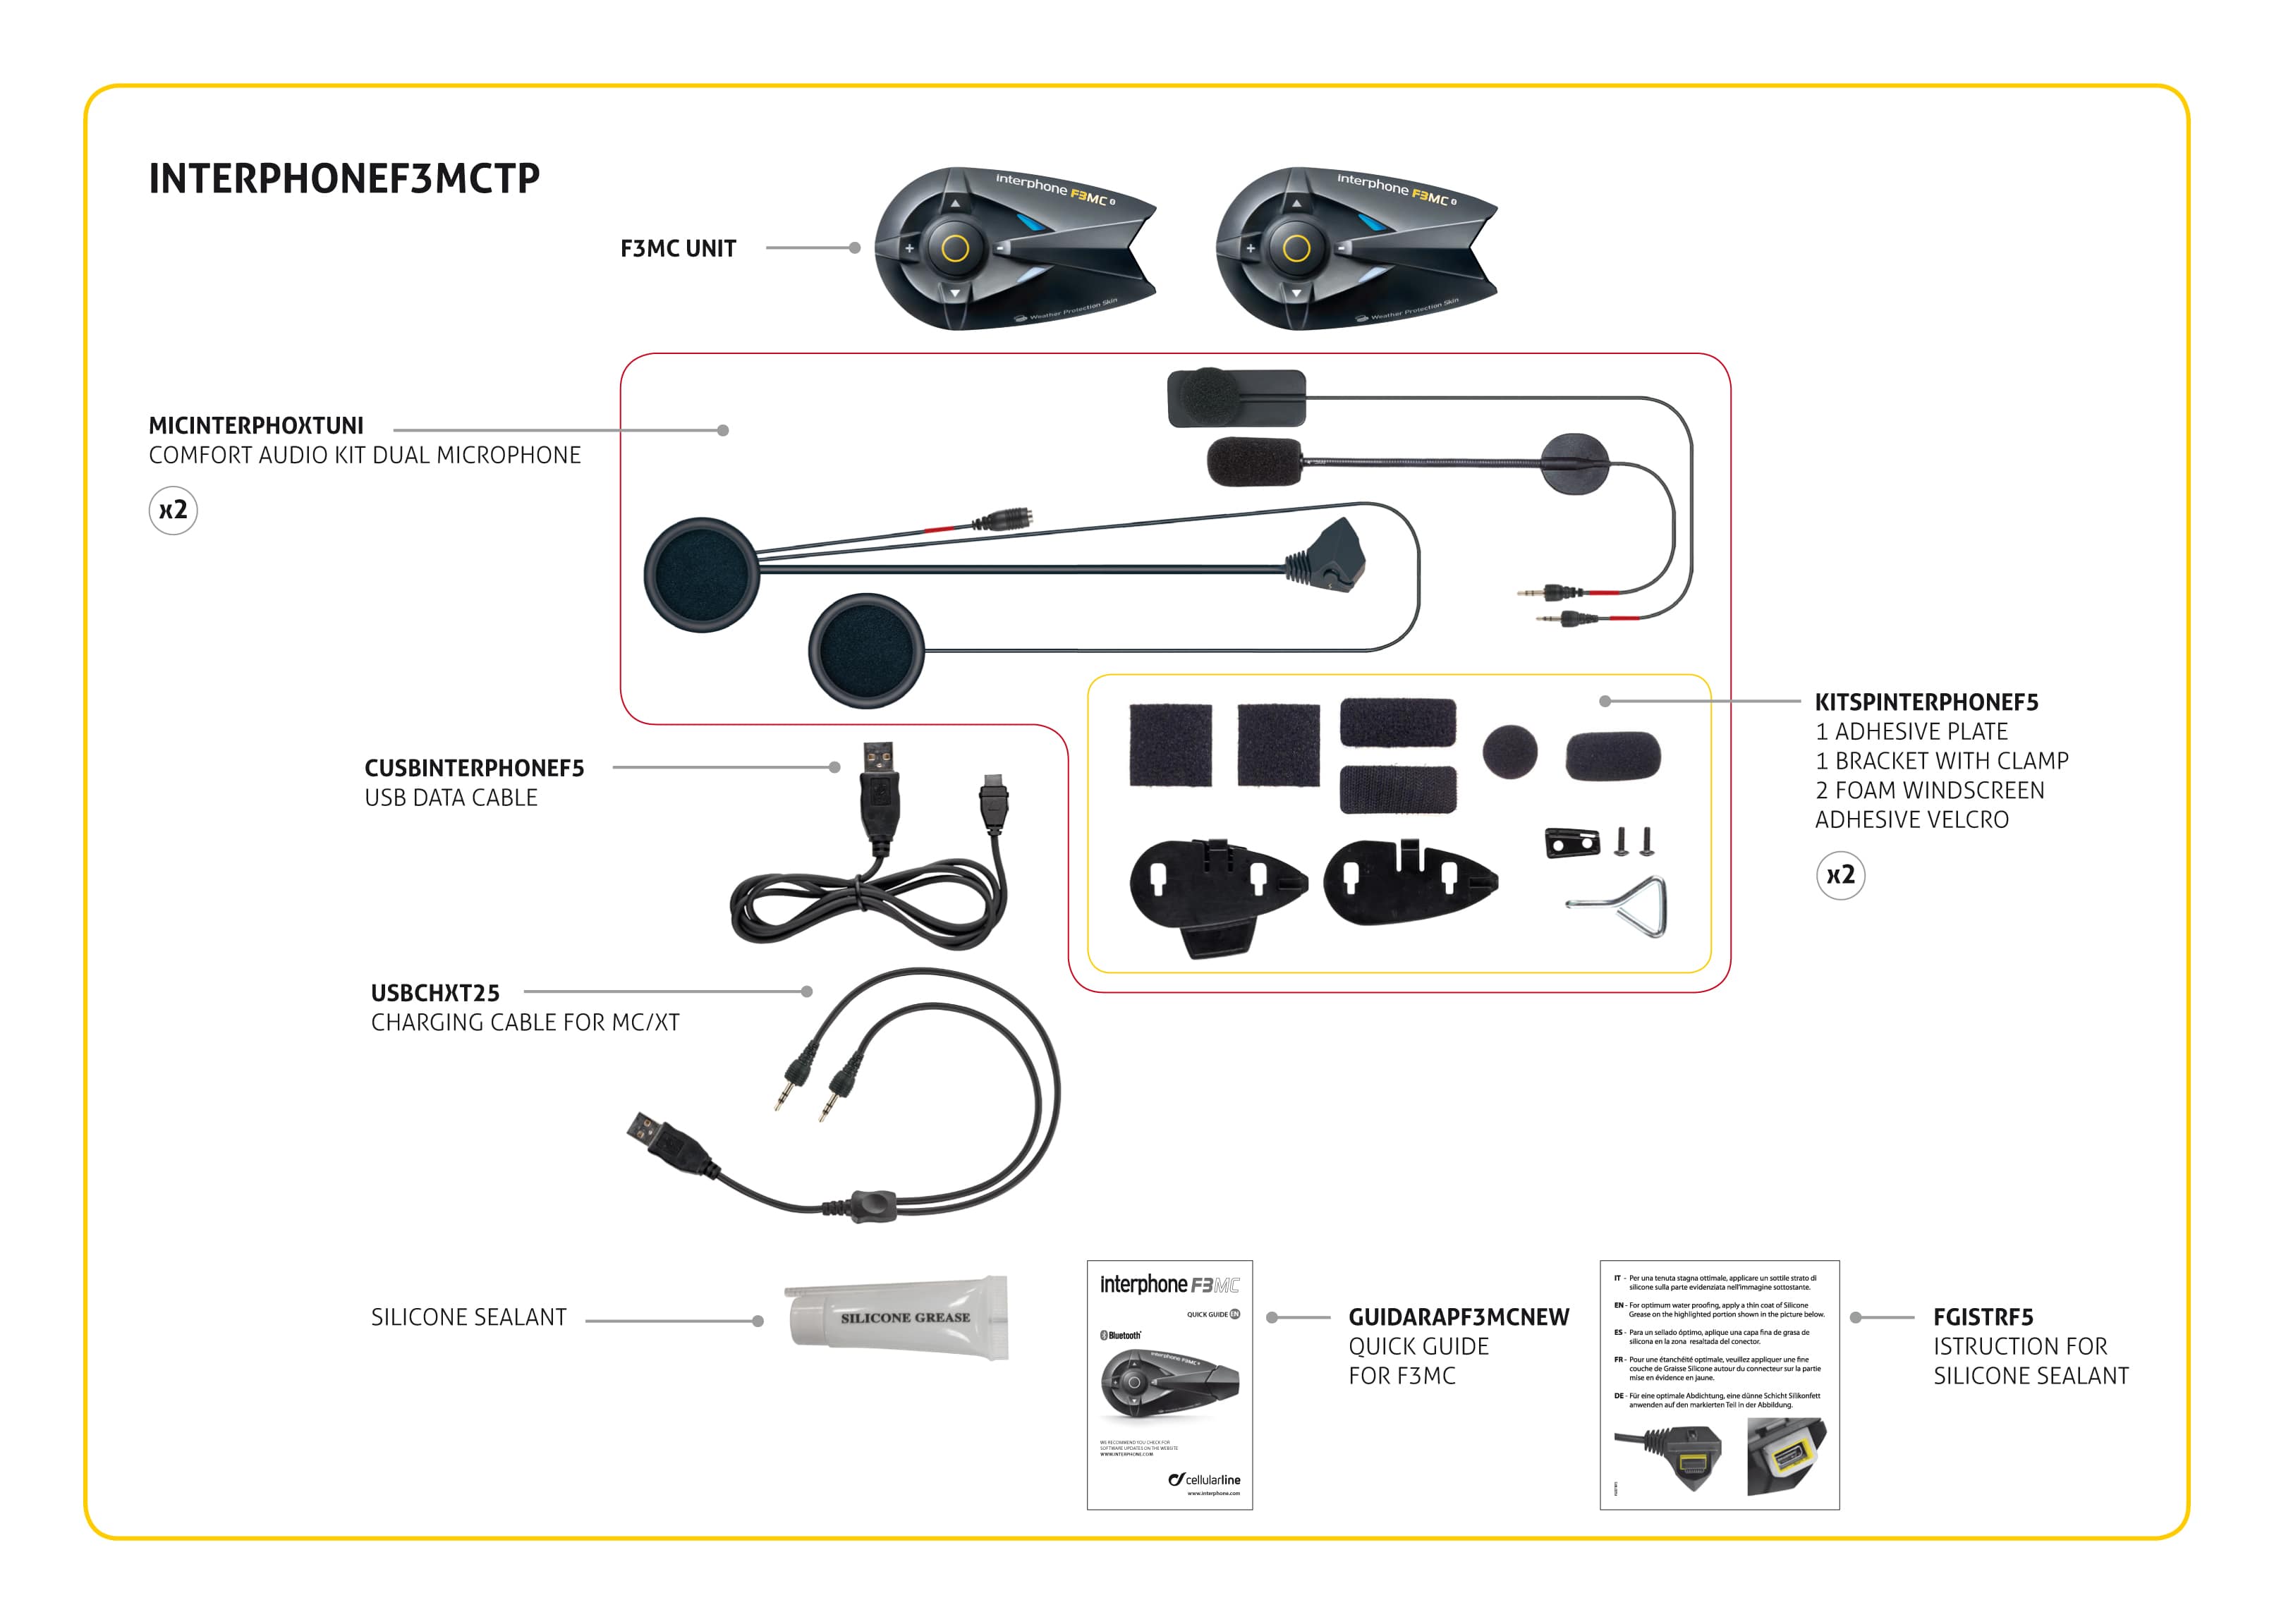 INTERPHONEF3MCTP
F3MC UNIT
interphone F3MC
Weather Protection Skin
interphone F3MC
Weather Protection Skin
MICINTERPHOXTUNI
COMFORT AUDIO KIT DUAL MICROPHONE
x2
KITSPINTERPHONEF5
1 ADHESIVE PLATE
1 BRACKET WITH CLAMP
2 FOAM WINDSCREEN
ADHESIVE VELCRO
x2
CUSBINTERPHONEF5
USB DATA CABLE
USBCHXT25
CHARGING CABLE FOR MC/XT
SILICONE SEALANT
SILICONE GREASE
interphone F3MC
QUICK GUIDE EN
Bluetooth
interphone F3MC
WE RECOMMEND YOU CHECK FOR
SOFTWARE UPDATES ON THE WEBSITE
WWW.INTERPHONE.COM
cellularline
www.interphone.com
GUIDARAPF3MCNEW
QUICK GUIDE
FOR F3MC
IT - Per una tenuta stagna ottimale, applicare un sottile strato di
silicone sulla parte evidenziata nell'immagine sottostante.
EN - For optimum water proofing, apply a thin coat of Silicone
Grease on the highlighted portion shown in the picture below.
ES - Para un sellado óptimo, aplique una capa fina de grasa de
silicona en la zona resaltada del conector.
FR - Pour une étanchéité optimale, veuillez appliquer une fine
couche de Graisse Silicone autour du connecteur sur la partie
mise en évidence en jaune.
DE - Für eine optimale Abdichtung, eine dünne Schicht Silikonfett
anwenden auf den markierten Teil in der Abbildung.
FGISTRF5
ISTRUCTION FOR
SILICONE SEALANT